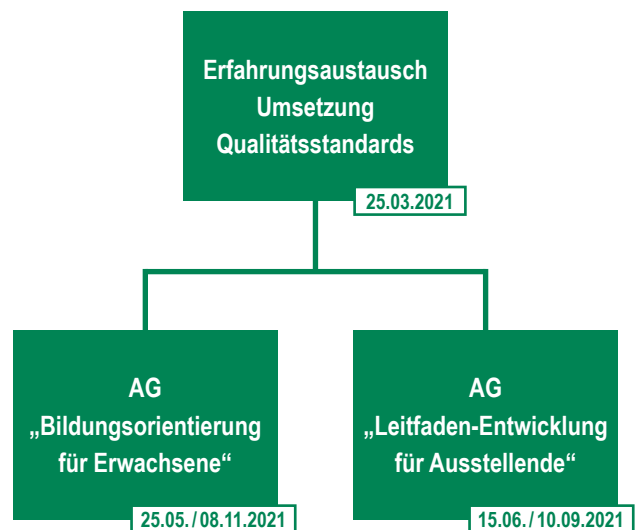 Erfahrungsaustausch
Umsetzung
Qualitätsstandards
25.03.2021
AG
„Bildungsorientierung
für Erwachsene“
25.05. / 08.11.2021
AG
„Leitfaden-Entwicklung
für Ausstellende“
15.06. / 10.09.2021